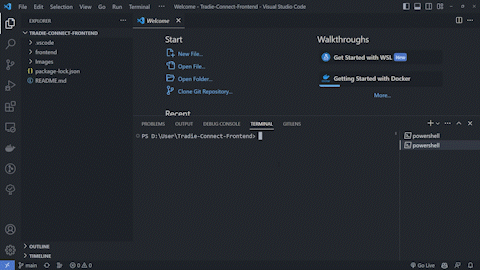 File Edit Selection View Go Run Terminal ... Welcome - Tradie-Connect-Frontend - Visual Studio Code
EXPLORER ...
TRADIE-CONNECT-FRONTEND
.vscode
frontend
Images
{} package-lock.json
README.md
OUTLINE
TIMELINE
Welcome
Start
New File...
Open File...
Open Folder...
Clone Git Repository...
Recent
Walkthroughs
Get Started with WSL New
Getting Started with Docker
More...
PROBLEMS OUTPUT DEBUG CONSOLE TERMINAL GITLENS
PS D:\User\Tradie-Connect-Frontend>
powershell
powershell
main 0 0 Go Live